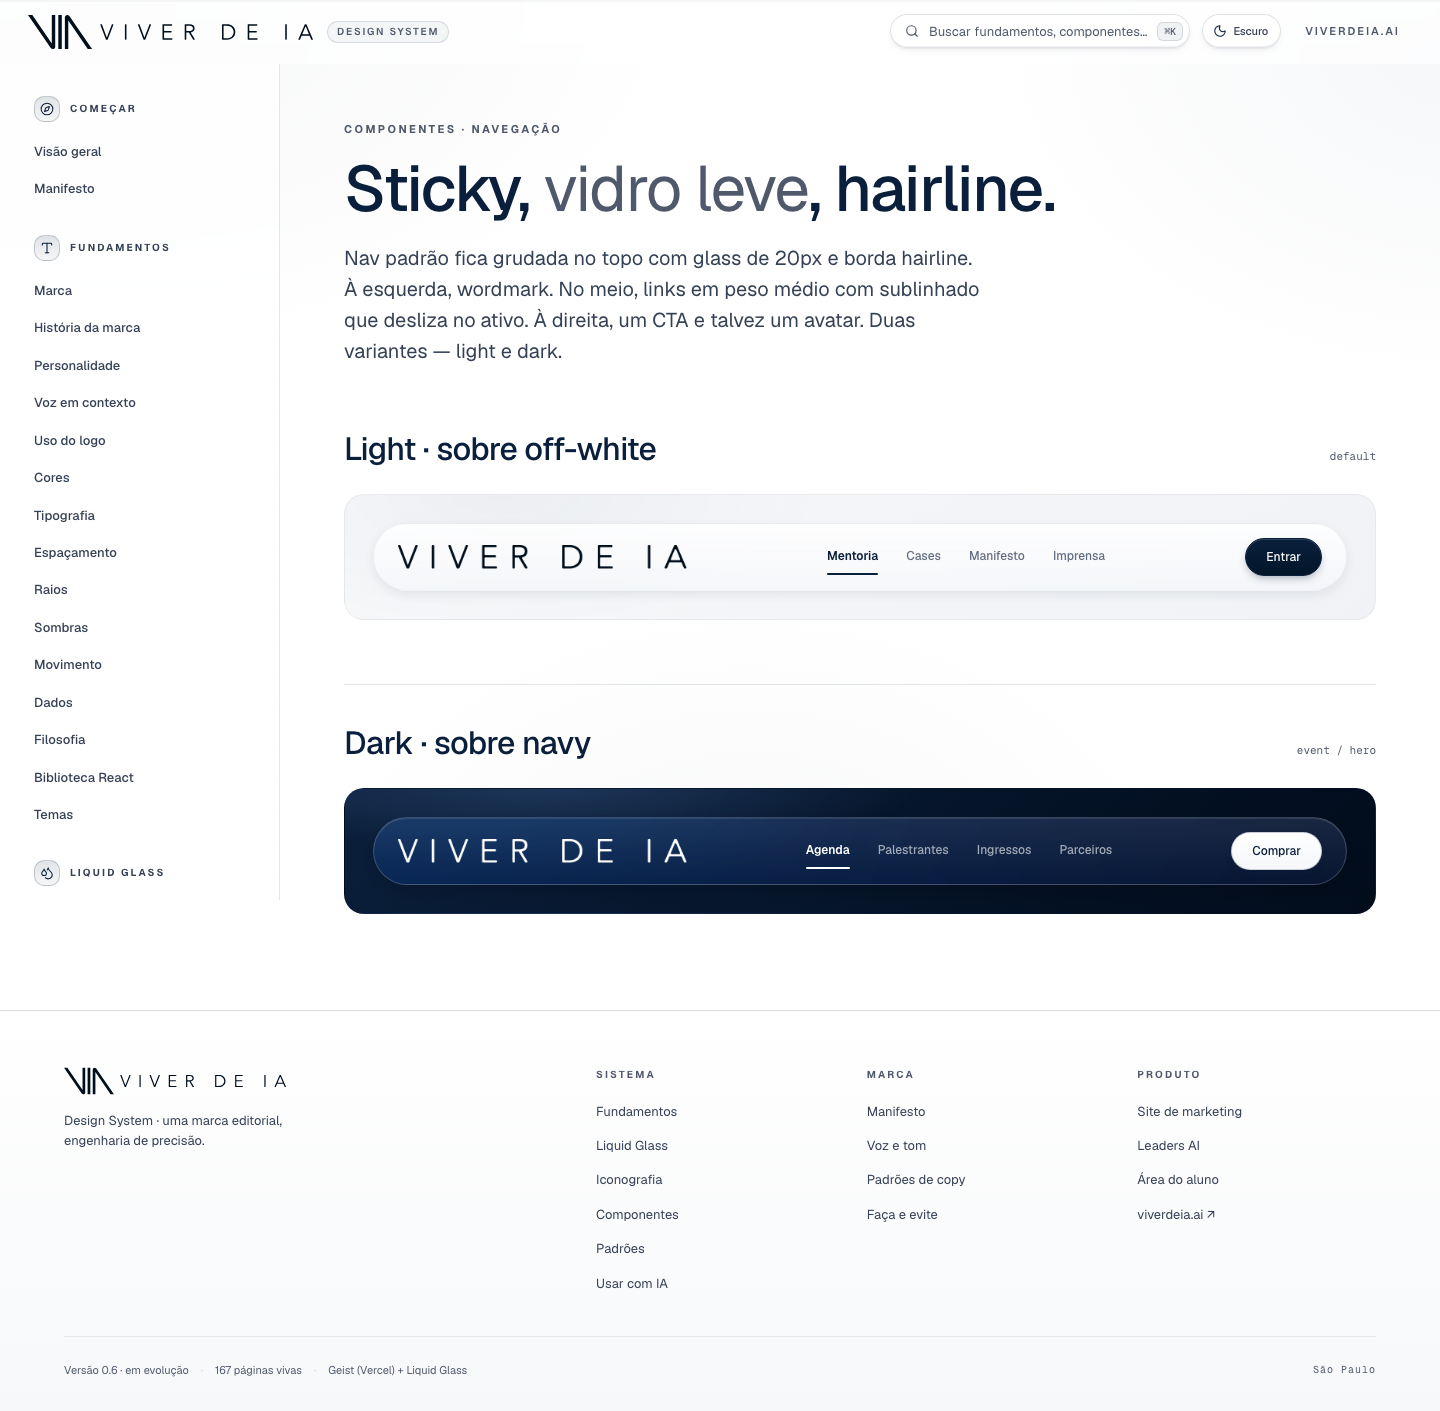 VIVER DE IA
DESIGN SYSTEM
Buscar fundamentos, componentes...
⌘K
Escuro
VIVERDEIA.AI
COMEÇAR
Visão geral
Manifesto
FUNDAMENTOS
Marca
História da marca
Personalidade
Voz em contexto
Uso do logo
Cores
Tipografia
Espaçamento
Raios
Sombras
Movimento
Dados
Filosofia
Biblioteca React
Temas
LIQUID GLASS
COMPONENTES · NAVEGAÇÃO
Sticky, vidro leve, hairline.
Nav padrão fica grudada no topo com glass de 20px e borda hairline.
À esquerda, wordmark. No meio, links em peso médio com sublinhado
que desliza no ativo. À direita, um CTA e talvez um avatar. Duas
variantes — light e dark.
Light · sobre off-white
default
VIVER DE IA
Mentoria
Cases
Manifesto
Imprensa
Entrar
Dark · sobre navy
event / hero
VIVER DE IA
Agenda
Palestrantes
Ingressos
Parceiros
Comprar
VIVER DE IA
Design System · uma marca editorial,
engenharia de precisão.
SISTEMA
Fundamentos
Liquid Glass
Iconografia
Componentes
Padrões
Usar com IA
MARCA
Manifesto
Voz e tom
Padrões de copy
Faça e evite
PRODUTO
Site de marketing
Leaders AI
Área do aluno
viverdeia.ai ↗
Versão 0.6 · em evolução · 167 páginas vivas · Geist (Vercel) + Liquid Glass
São Paulo